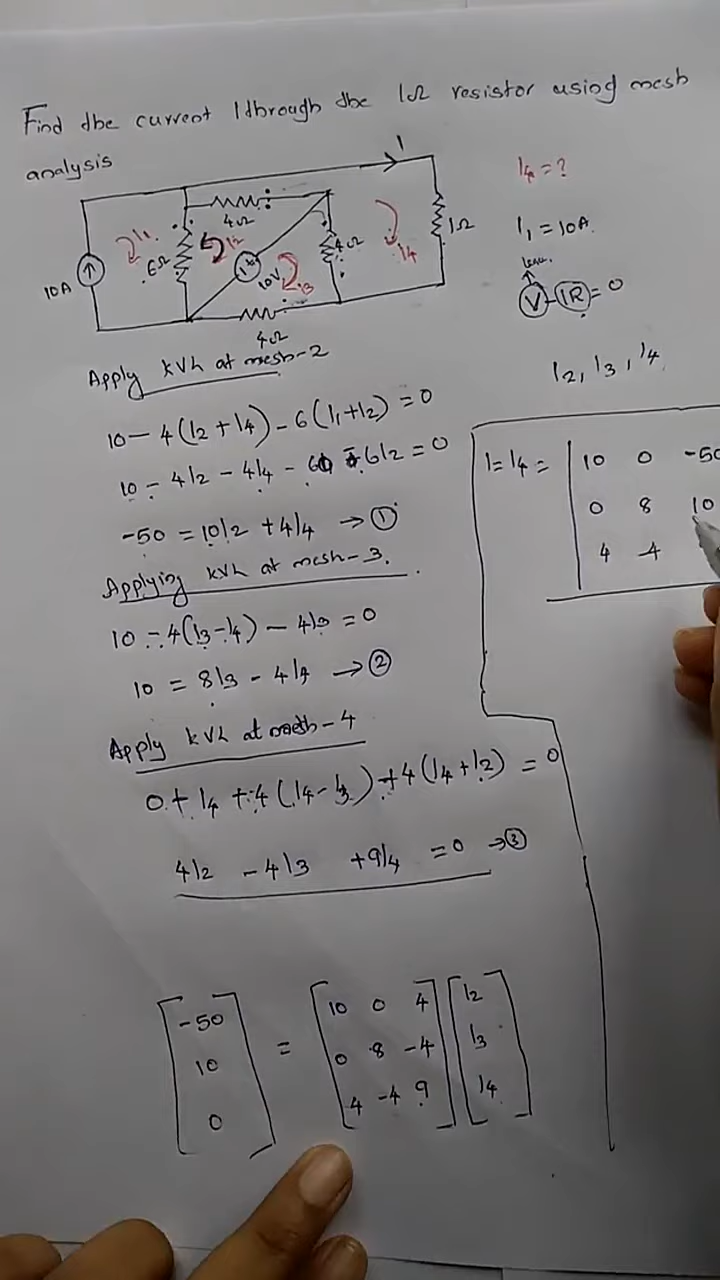 Find the current I through the 1Ω resistor using mesh
analysis
I
I4 = ?
4Ω
1Ω
I1
I2
6Ω
4Ω
I4
I1 = 10A.
10A
10V
I3
V - IR = 0
4Ω
Apply KVL at mesh-2
I2, I3, I4
10 - 4(I2 + I4) - 6(I1 + I2) = 0
10 - 4I2 - 4I4 - 60 - 6I2 = 0
-50 = 10I2 + 4I4 → ①
Applying KVL at mesh-3.
10 - 4(I3 - I4) - 4I3 = 0
10 = 8I3 - 4I4 → ②
Apply KVL at mesh-4
0 + I4 + 4(I4 - I3) + 4(I4 + I2) = 0
4I2 - 4I3 + 9I4 = 0 → ③
I = I4 =
10 0 -50
0 8 10
4 -4
-50
10
0
=
10 0 4
0 8 -4
4 -4 9
I2
I3
I4